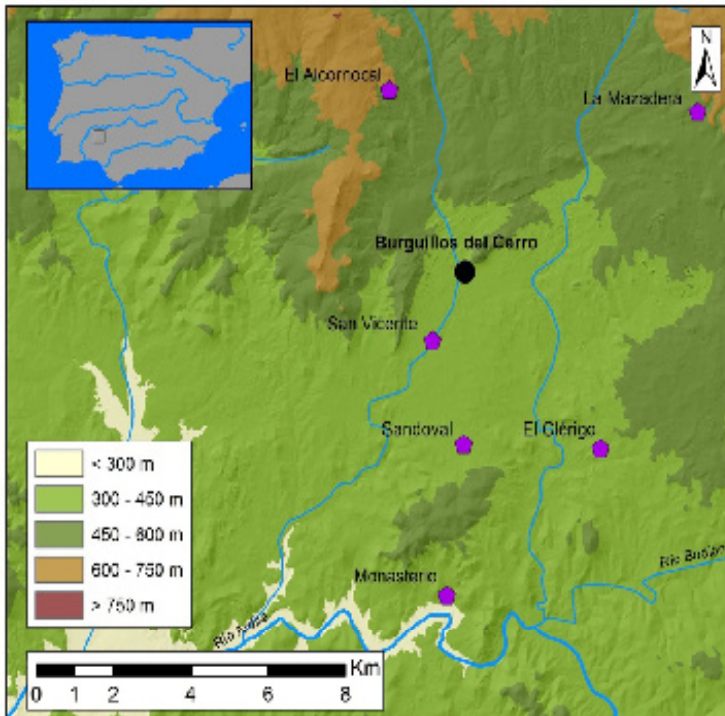 N
El Alcornocal
La Mazadera
Burguillos del Cerro
San Vicente
Sandoval
El Clérigo
Monasterio
Río Ardila
< 300 m
300 - 450 m
450 - 600 m
600 - 750 m
> 750 m
Km
0 1 2 4 6 8